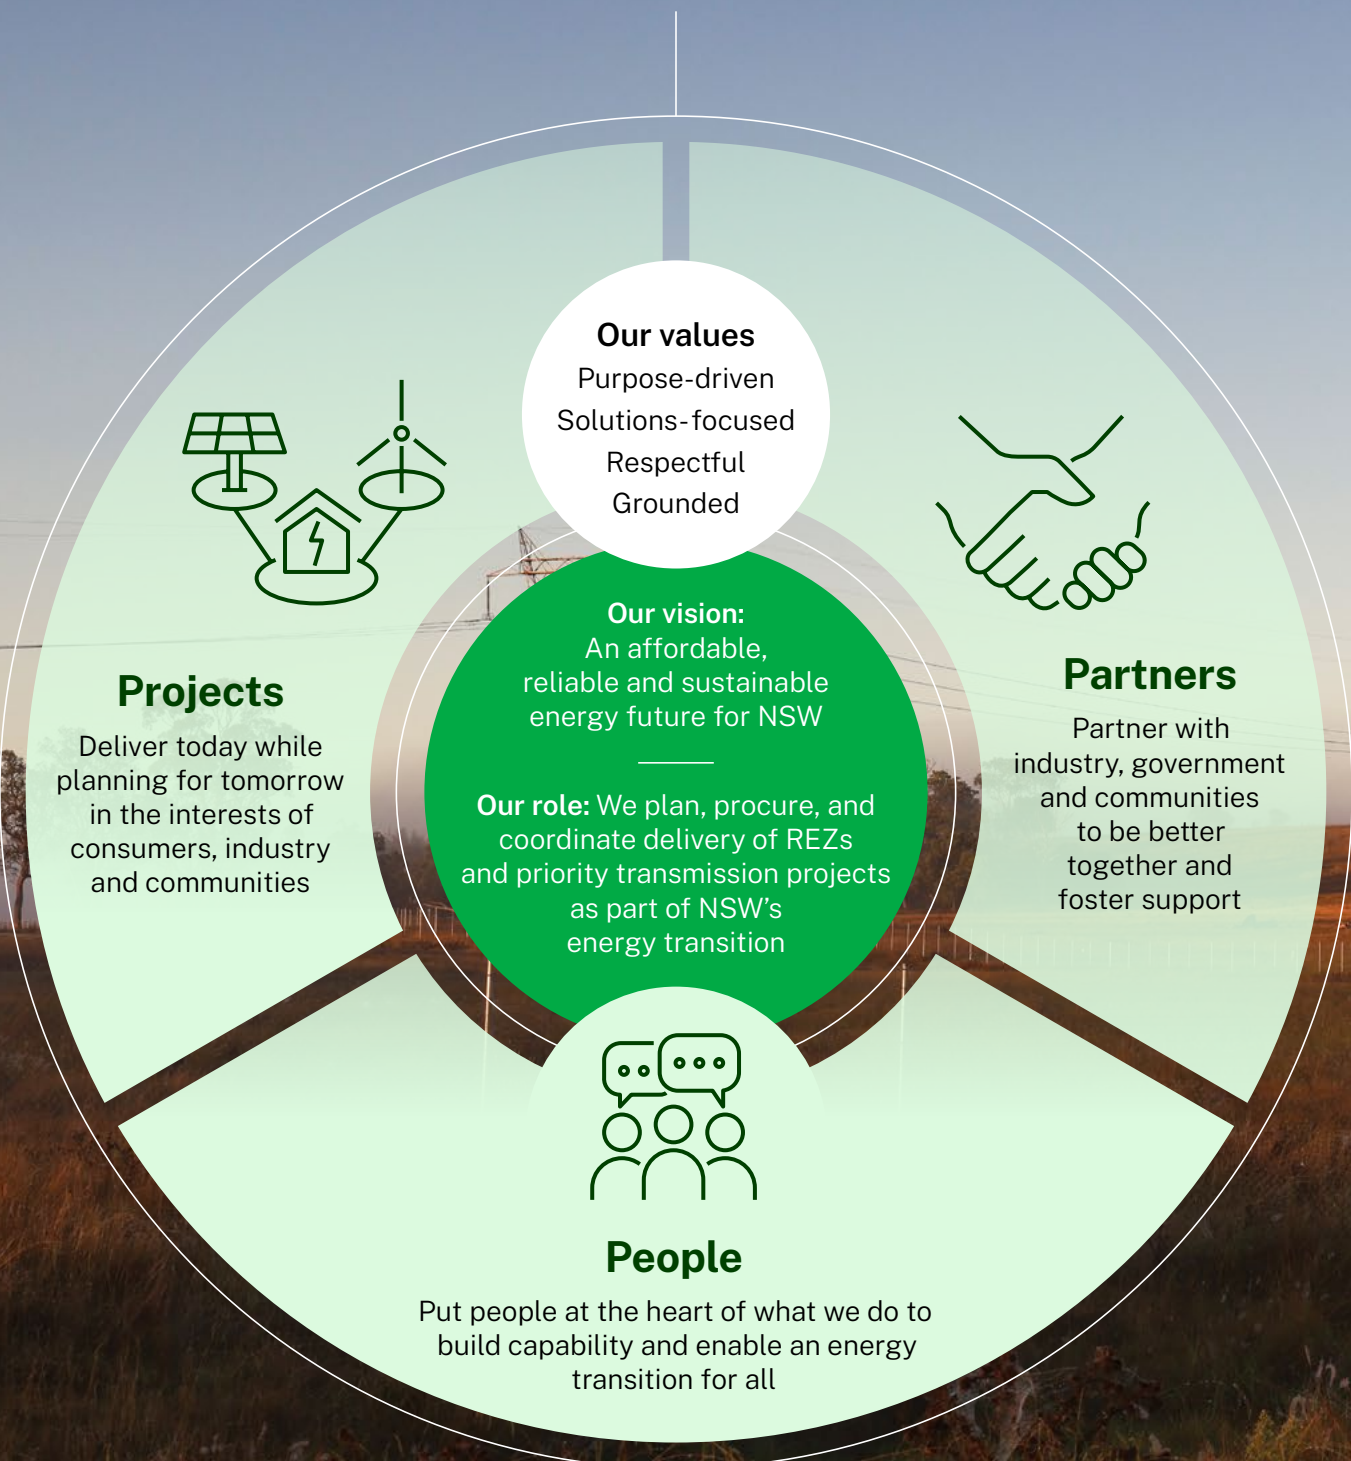 Our values
Purpose-driven
Solutions-focused
Respectful
Grounded
Our vision:
An affordable,
reliable and sustainable
energy future for NSW
Our role: We plan, procure, and
coordinate delivery of REZs
and priority transmission projects
as part of NSW's
energy transition
Projects
Deliver today while
planning for tomorrow
in the interests of
consumers, industry
and communities
Partners
Partner with
industry, government
and communities
to be better
together and
foster support
People
Put people at the heart of what we do to
build capability and enable an energy
transition for all